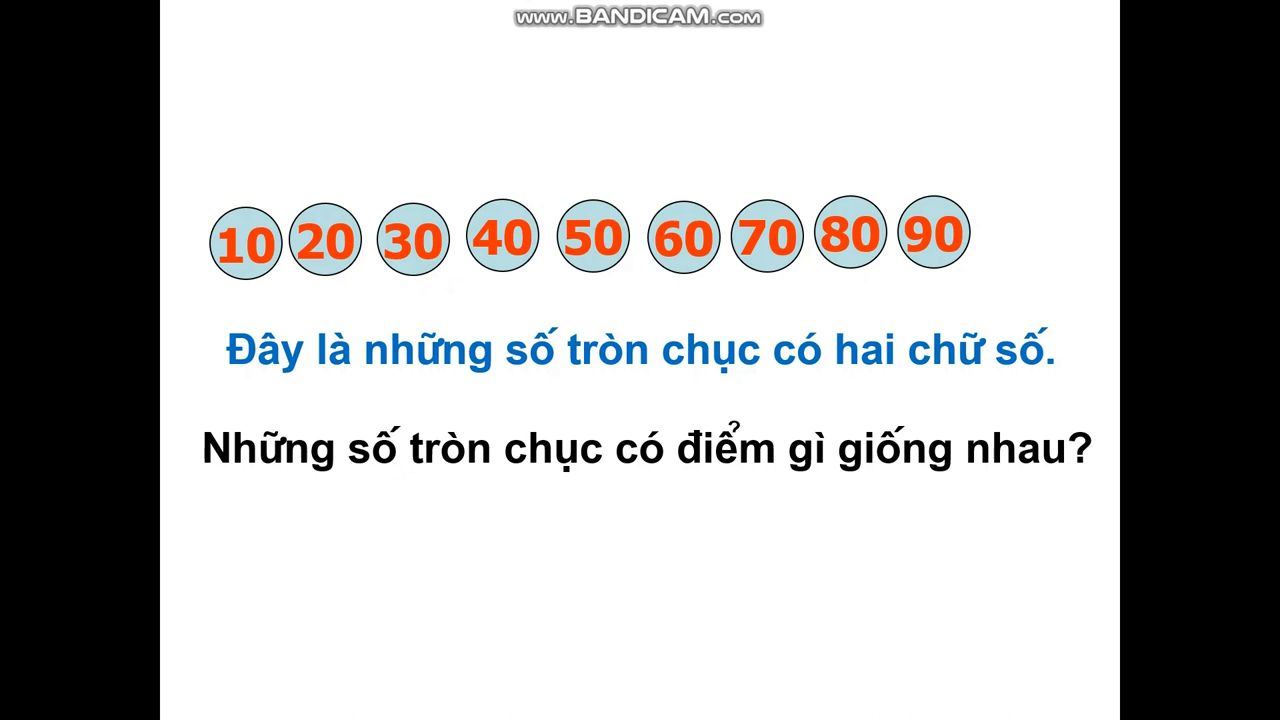 www.BANDICAM.com
10 20 30 40 50 60 70 80 90
Đây là những số tròn chục có hai chữ số.
Những số tròn chục có điểm gì giống nhau?